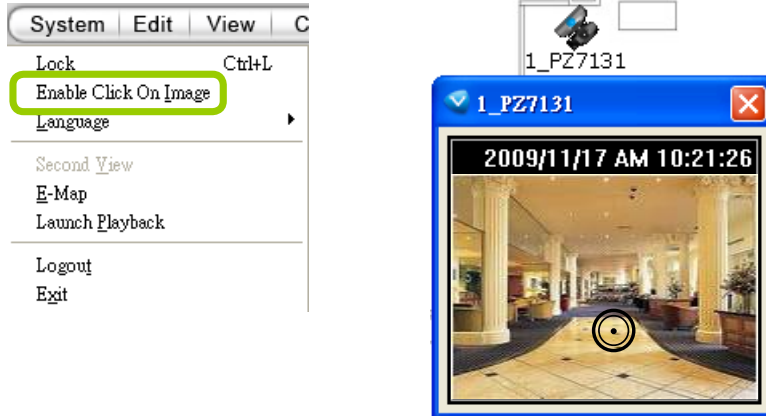 System Edit View C
Lock Ctrl+L
Enable Click On Image
Language
Second View
E-Map
Launch Playback
Logout
Exit
1_PZ7131
1_PZ7131
2009/11/17 AM 10:21:26